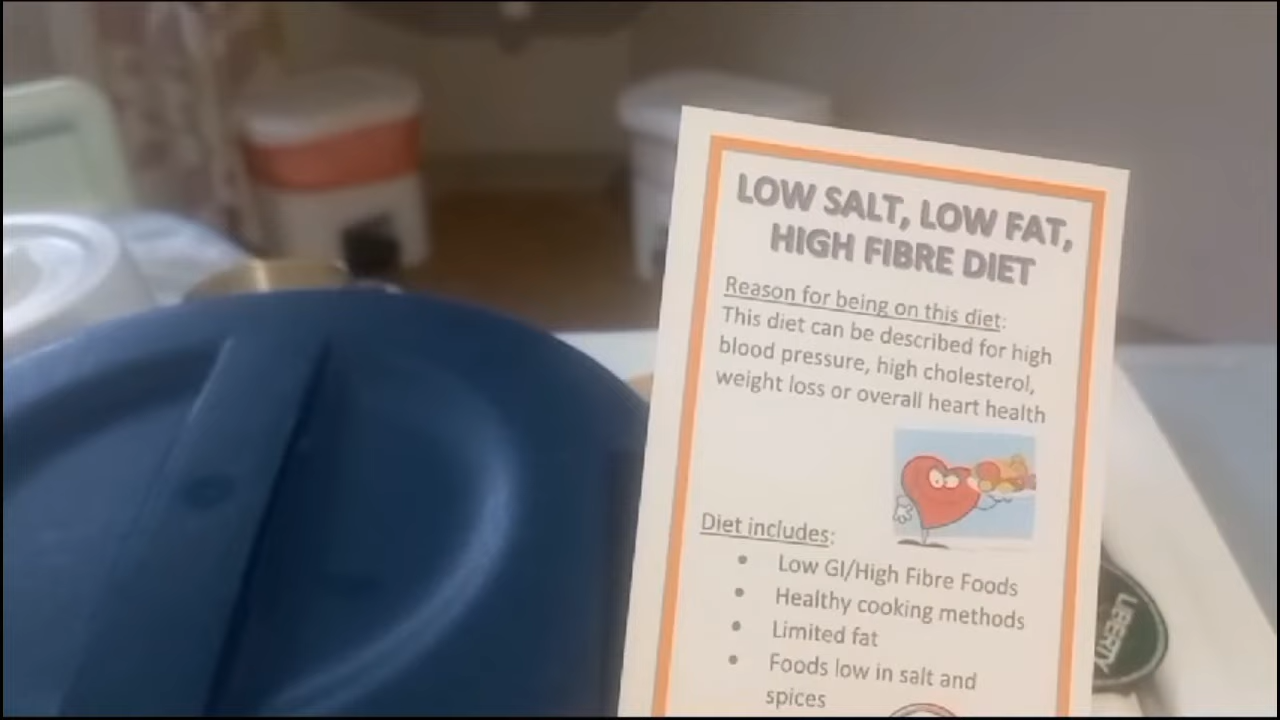 LOW SALT, LOW FAT,
HIGH FIBRE DIET
Reason for being on this diet:
This diet can be described for high
blood pressure, high cholesterol,
weight loss or overall heart health
Diet includes:
• Low GI/High Fibre Foods
• Healthy cooking methods
• Limited fat
• Foods low in salt and
spices
LIBERTY